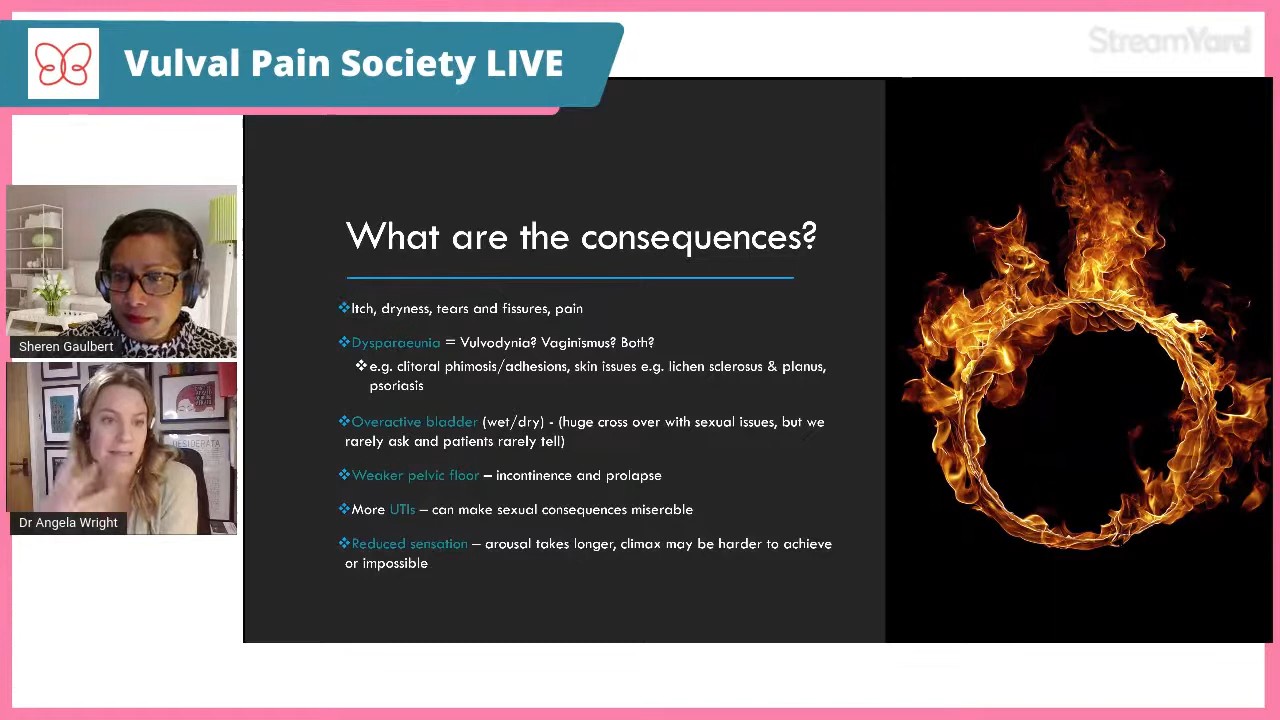 Vulval Pain Society LIVE
StreamYard
What are the consequences?
❖Itch, dryness, tears and fissures, pain
❖Dyspareunia = Vulvodynia? Vaginismus? Both?
❖e.g. clitoral phimosis/adhesions, skin issues e.g. lichen sclerosus & planus,
psoriasis
❖Overactive bladder (wet/dry) - (huge cross over with sexual issues, but we
rarely ask and patients rarely tell)
❖Weaker pelvic floor – incontinence and prolapse
❖More UTIs – can make sexual consequences miserable
❖Reduced sensation – arousal takes longer, climax may be harder to achieve
or impossible
Sheren Gaulbert
DESIDERATA
Dr Angela Wright